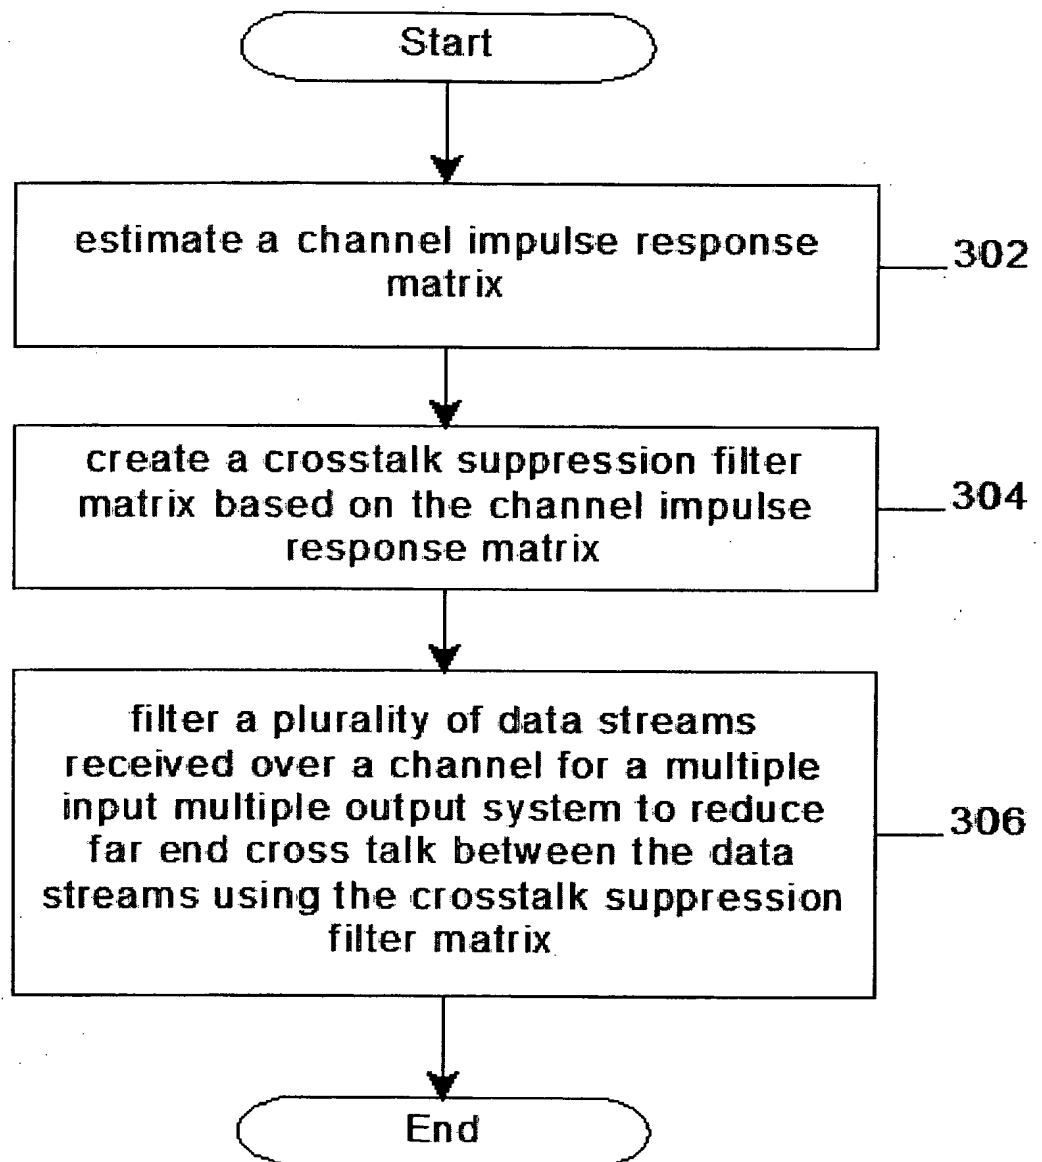 Start
estimate a channel impulse response
matrix
302
create a crosstalk suppression filter
matrix based on the channel impulse
response matrix
304
filter a plurality of data streams
received over a channel for a multiple
input multiple output system to reduce
far end cross talk between the data
streams using the crosstalk suppression
filter matrix
306
End